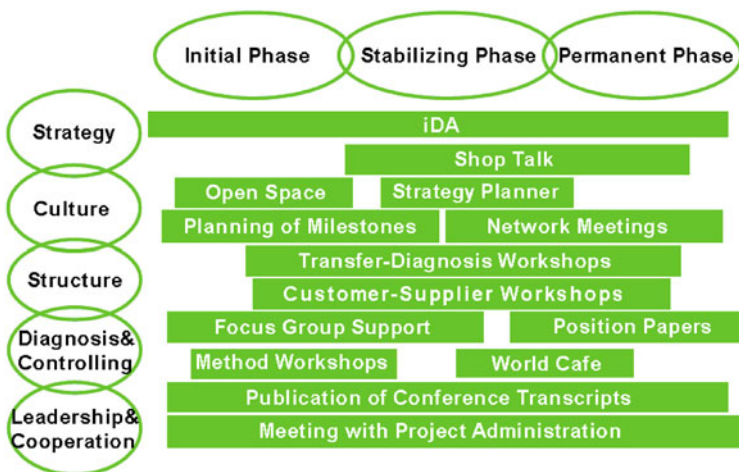 Initial Phase Stabilizing Phase Permanent Phase
Strategy
iDA
Shop Talk
Culture
Open Space Strategy Planner
Planning of Milestones Network Meetings
Structure
Transfer-Diagnosis Workshops
Customer-Supplier Workshops
Diagnosis&
Controlling
Focus Group Support Position Papers
Method Workshops World Cafe
Leadership&
Cooperation
Publication of Conference Transcripts
Meeting with Project Administration